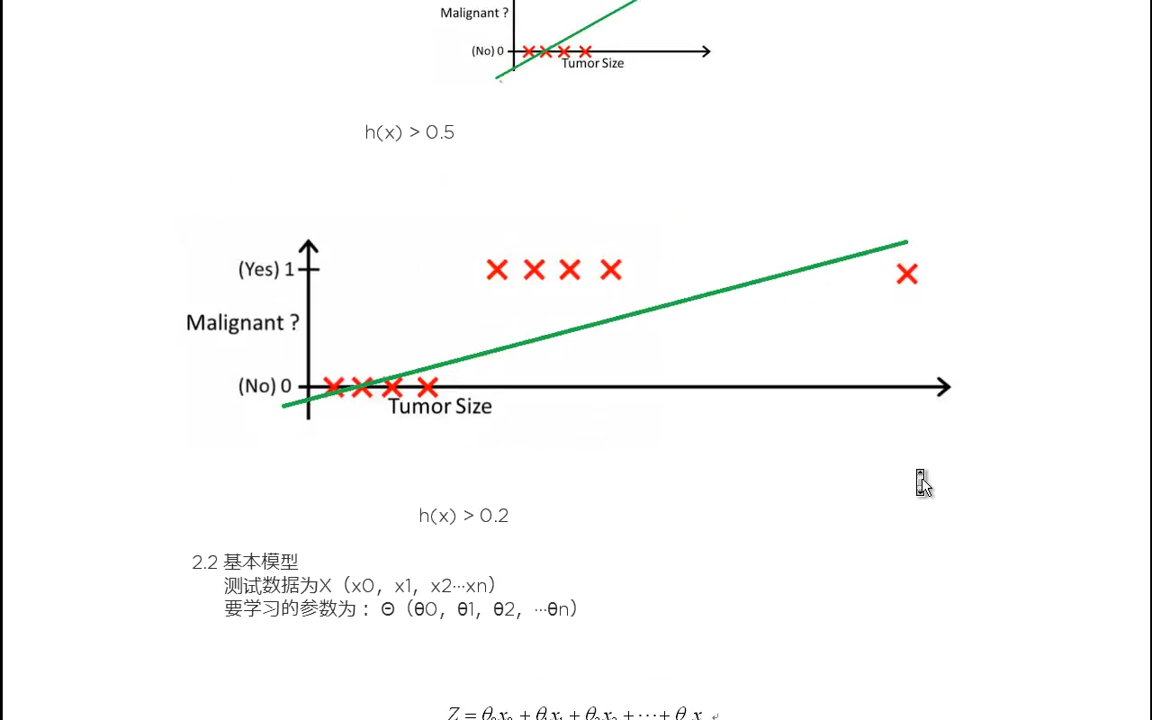 Malignant ?
(No) 0
Tumor Size
h(x) > 0.5
(Yes) 1
Malignant ?
(No) 0
Tumor Size
h(x) > 0.2
2.2 基本模型
测试数据为X（x0，x1，x2···xn）
要学习的参数为： Θ（θ0，θ1，θ2，···θn）